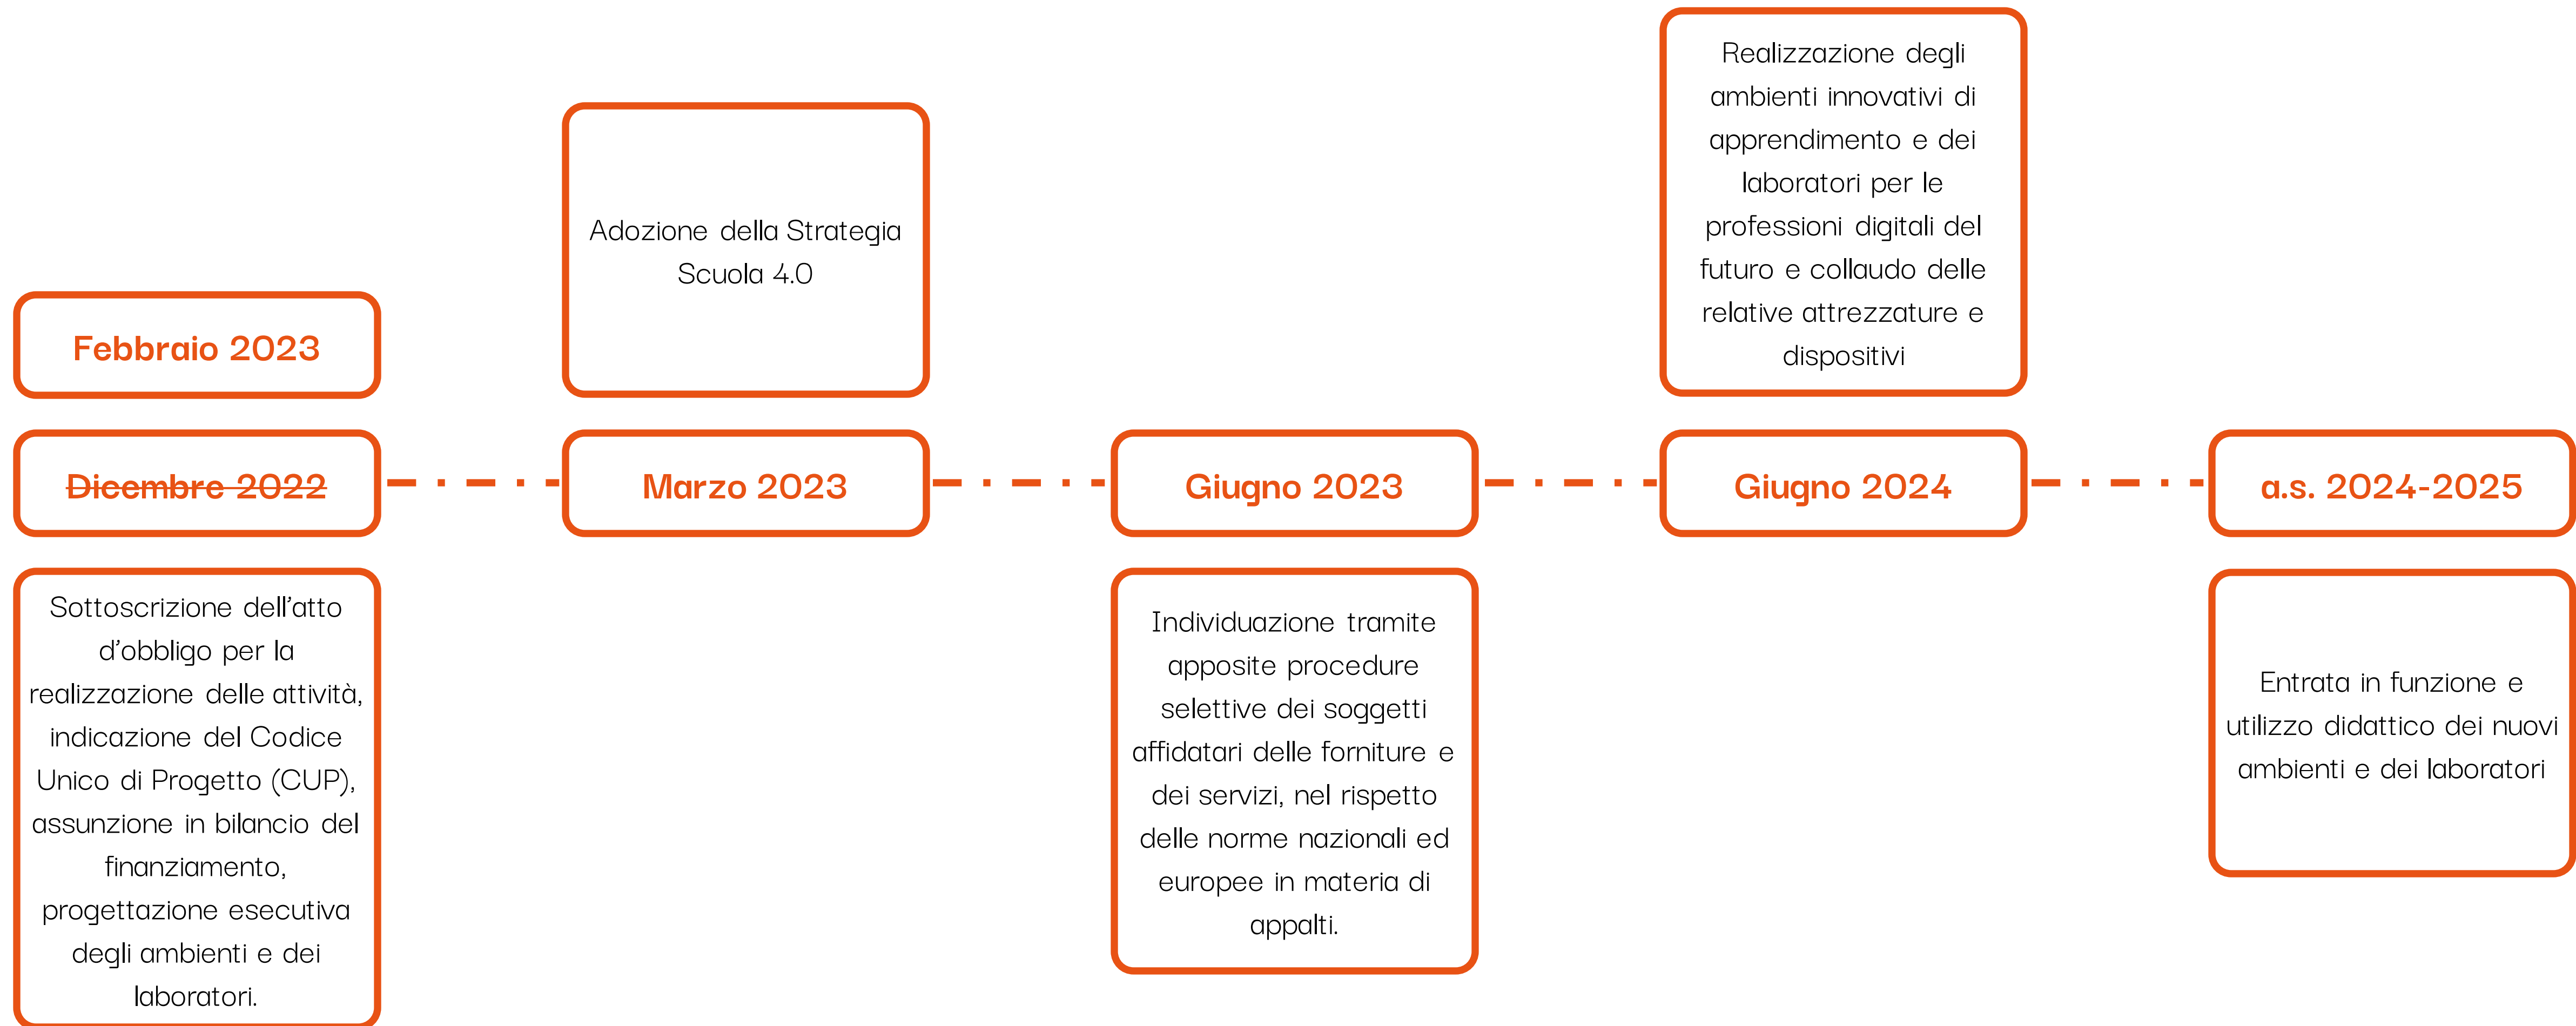 Febbraio 2023
Dicembre 2022
Sottoscrizione dell'atto
d'obbligo per la
realizzazione delle attività,
indicazione del Codice
Unico di Progetto (CUP),
assunzione in bilancio del
finanziamento,
progettazione esecutiva
degli ambienti e dei
laboratori.
Adozione della Strategia
Scuola 4.0
Marzo 2023
Giugno 2023
Individuazione tramite
apposite procedure
selettive dei soggetti
affidatari delle forniture e
dei servizi, nel rispetto
delle norme nazionali ed
europee in materia di
appalti.
Realizzazione degli
ambienti innovativi di
apprendimento e dei
laboratori per le
professioni digitali del
futuro e collaudo delle
relative attrezzature e
dispositivi
Giugno 2024
a.s. 2024-2025
Entrata in funzione e
utilizzo didattico dei nuovi
ambienti e dei laboratori